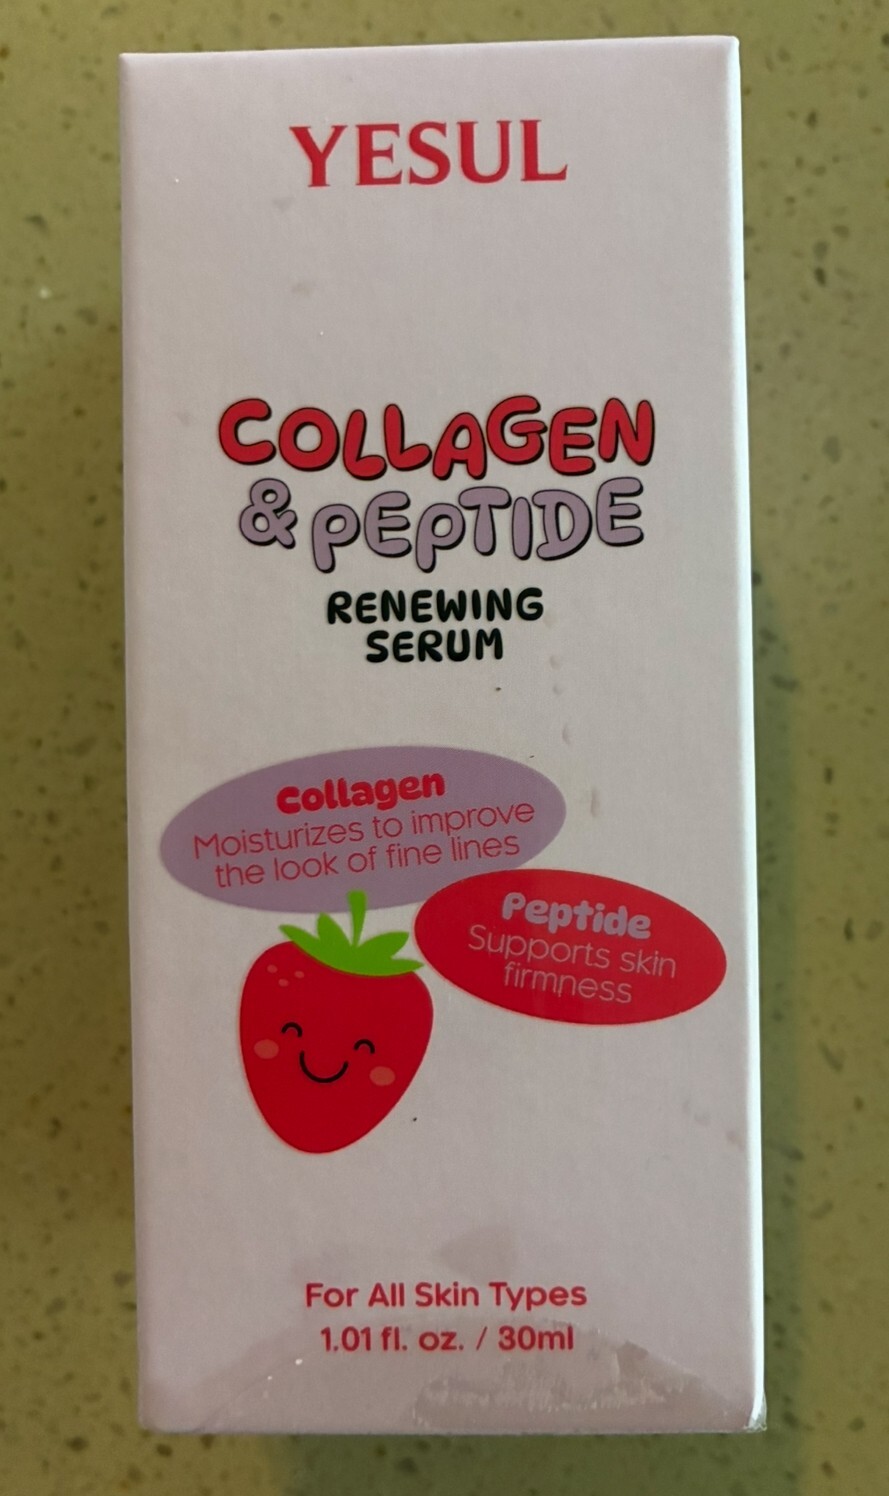 YESUL
COLLAGEN
& PEPTIDE
RENEWING
SERUM
Collagen
Moisturizes to improve
the look of fine lines
Peptide
Supports skin
firmness
For All Skin Types
1.01 fl. oz. / 30ml